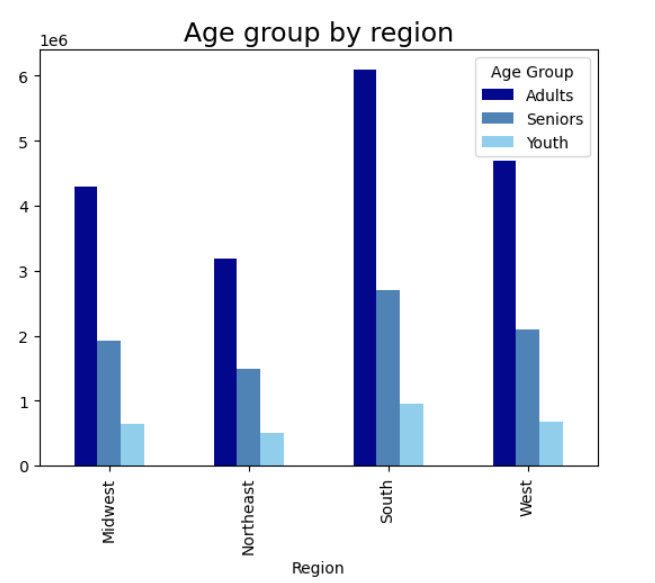 Age group by region
1e6
Age Group
Adults
Seniors
Youth
6
5
4
3
2
1
0
Midwest
Northeast
South
West
Region